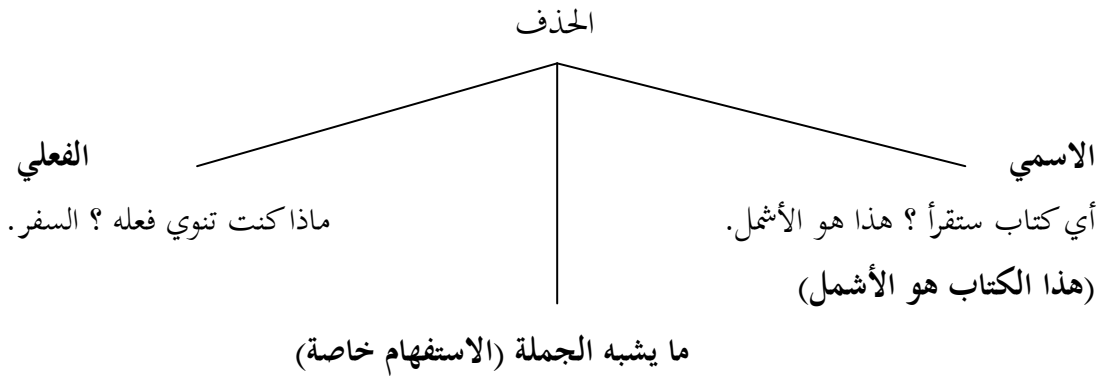 الحذف
الاسمي
الفعلي
أي كتاب ستقرأ ؟ هذا هو الأشمل.
ماذا كنت تنوي فعله ؟ السفر.
(هذا الكتاب هو الأشمل)
ما يشبه الجملة (الاستفهام خاصة)